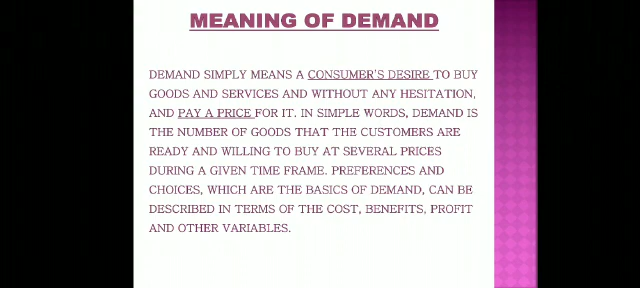 MEANING OF DEMAND
DEMAND SIMPLY MEANS A CONSUMER'S DESIRE TO BUY
GOODS AND SERVICES AND WITHOUT ANY HESITATION,
AND PAY A PRICE FOR IT. IN SIMPLE WORDS, DEMAND IS
THE NUMBER OF GOODS THAT THE CUSTOMERS ARE
READY AND WILLING TO BUY AT SEVERAL PRICES
DURING A GIVEN TIME FRAME. PREFERENCES AND
CHOICES, WHICH ARE THE BASICS OF DEMAND, CAN BE
DESCRIBED IN TERMS OF THE COST, BENEFITS, PROFIT
AND OTHER VARIABLES.